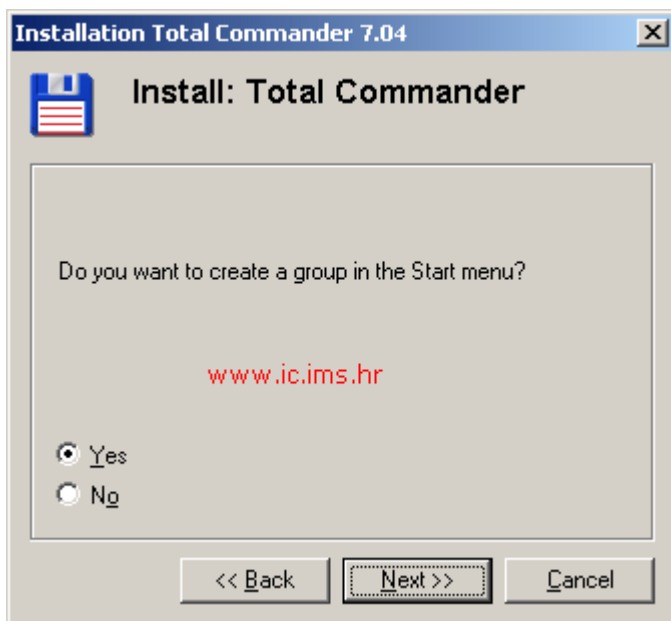 Installation Total Commander 7.04
Install: Total Commander
Do you want to create a group in the Start menu?
www.ic.ims.hr
Yes
No
<< Back Next >> Cancel